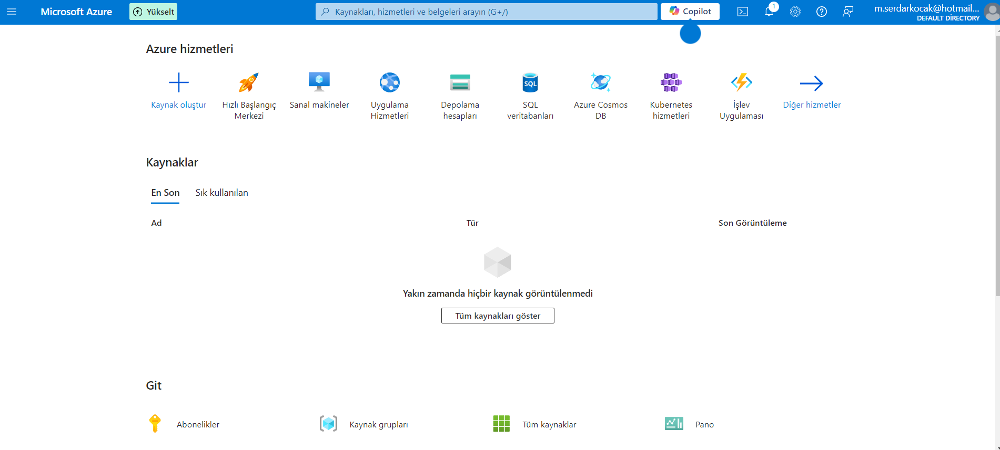 Microsoft Azure
Yükselt
Kaynakları, hizmetleri ve belgeleri arayın (G+/)
Copilot
1
m.serdarkocak@hotmail...
DEFAULT DİRECTORY
Azure hizmetleri
Kaynak oluştur
Hızlı Başlangıç
Merkezi
Sanal makineler
Uygulama
Hizmetleri
Depolama
hesapları
SQL
SQL
veritabanları
Azure Cosmos
DB
Kubernetes
hizmetleri
İşlev
Uygulaması
Diğer hizmetler
Kaynaklar
En Son
Sık kullanılan
Ad
Tür
Son Görüntüleme
Yakın zamanda hiçbir kaynak görüntülenmedi
Tüm kaynakları göster
Git
Abonelikler
Kaynak grupları
Tüm kaynaklar
Pano